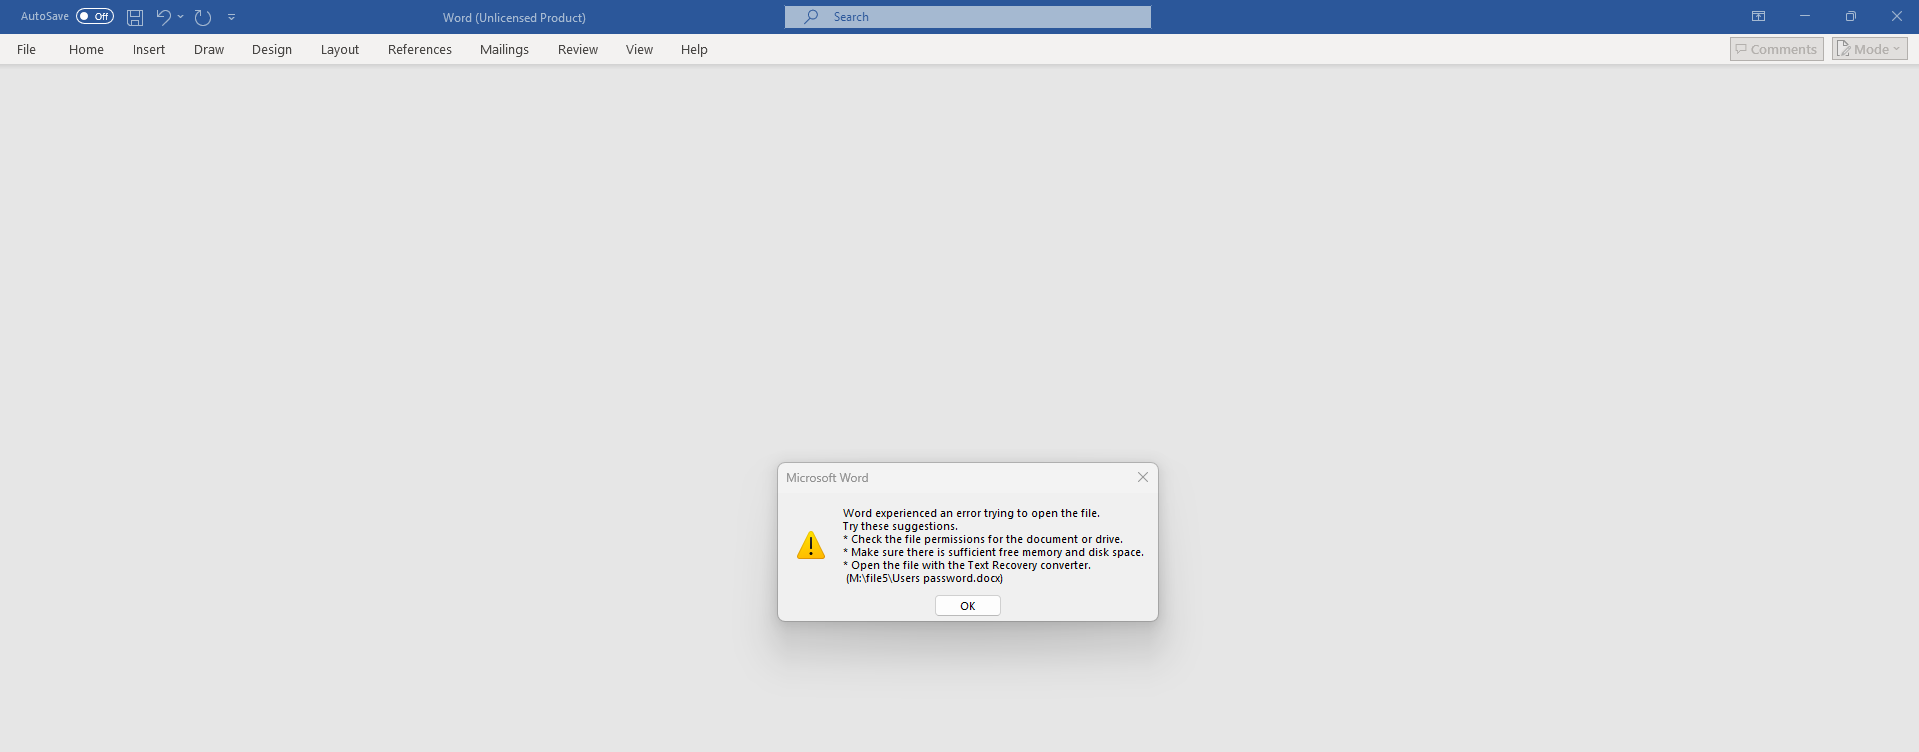 AutoSave Off Word (Unlicensed Product) Search
File Home Insert Draw Design Layout References Mailings Review View Help Comments Mode
Microsoft Word
Word experienced an error trying to open the file.
Try these suggestions.
* Check the file permissions for the document or drive.
* Make sure there is sufficient free memory and disk space.
* Open the file with the Text Recovery converter.
(M:\file5\Users password.docx)
OK